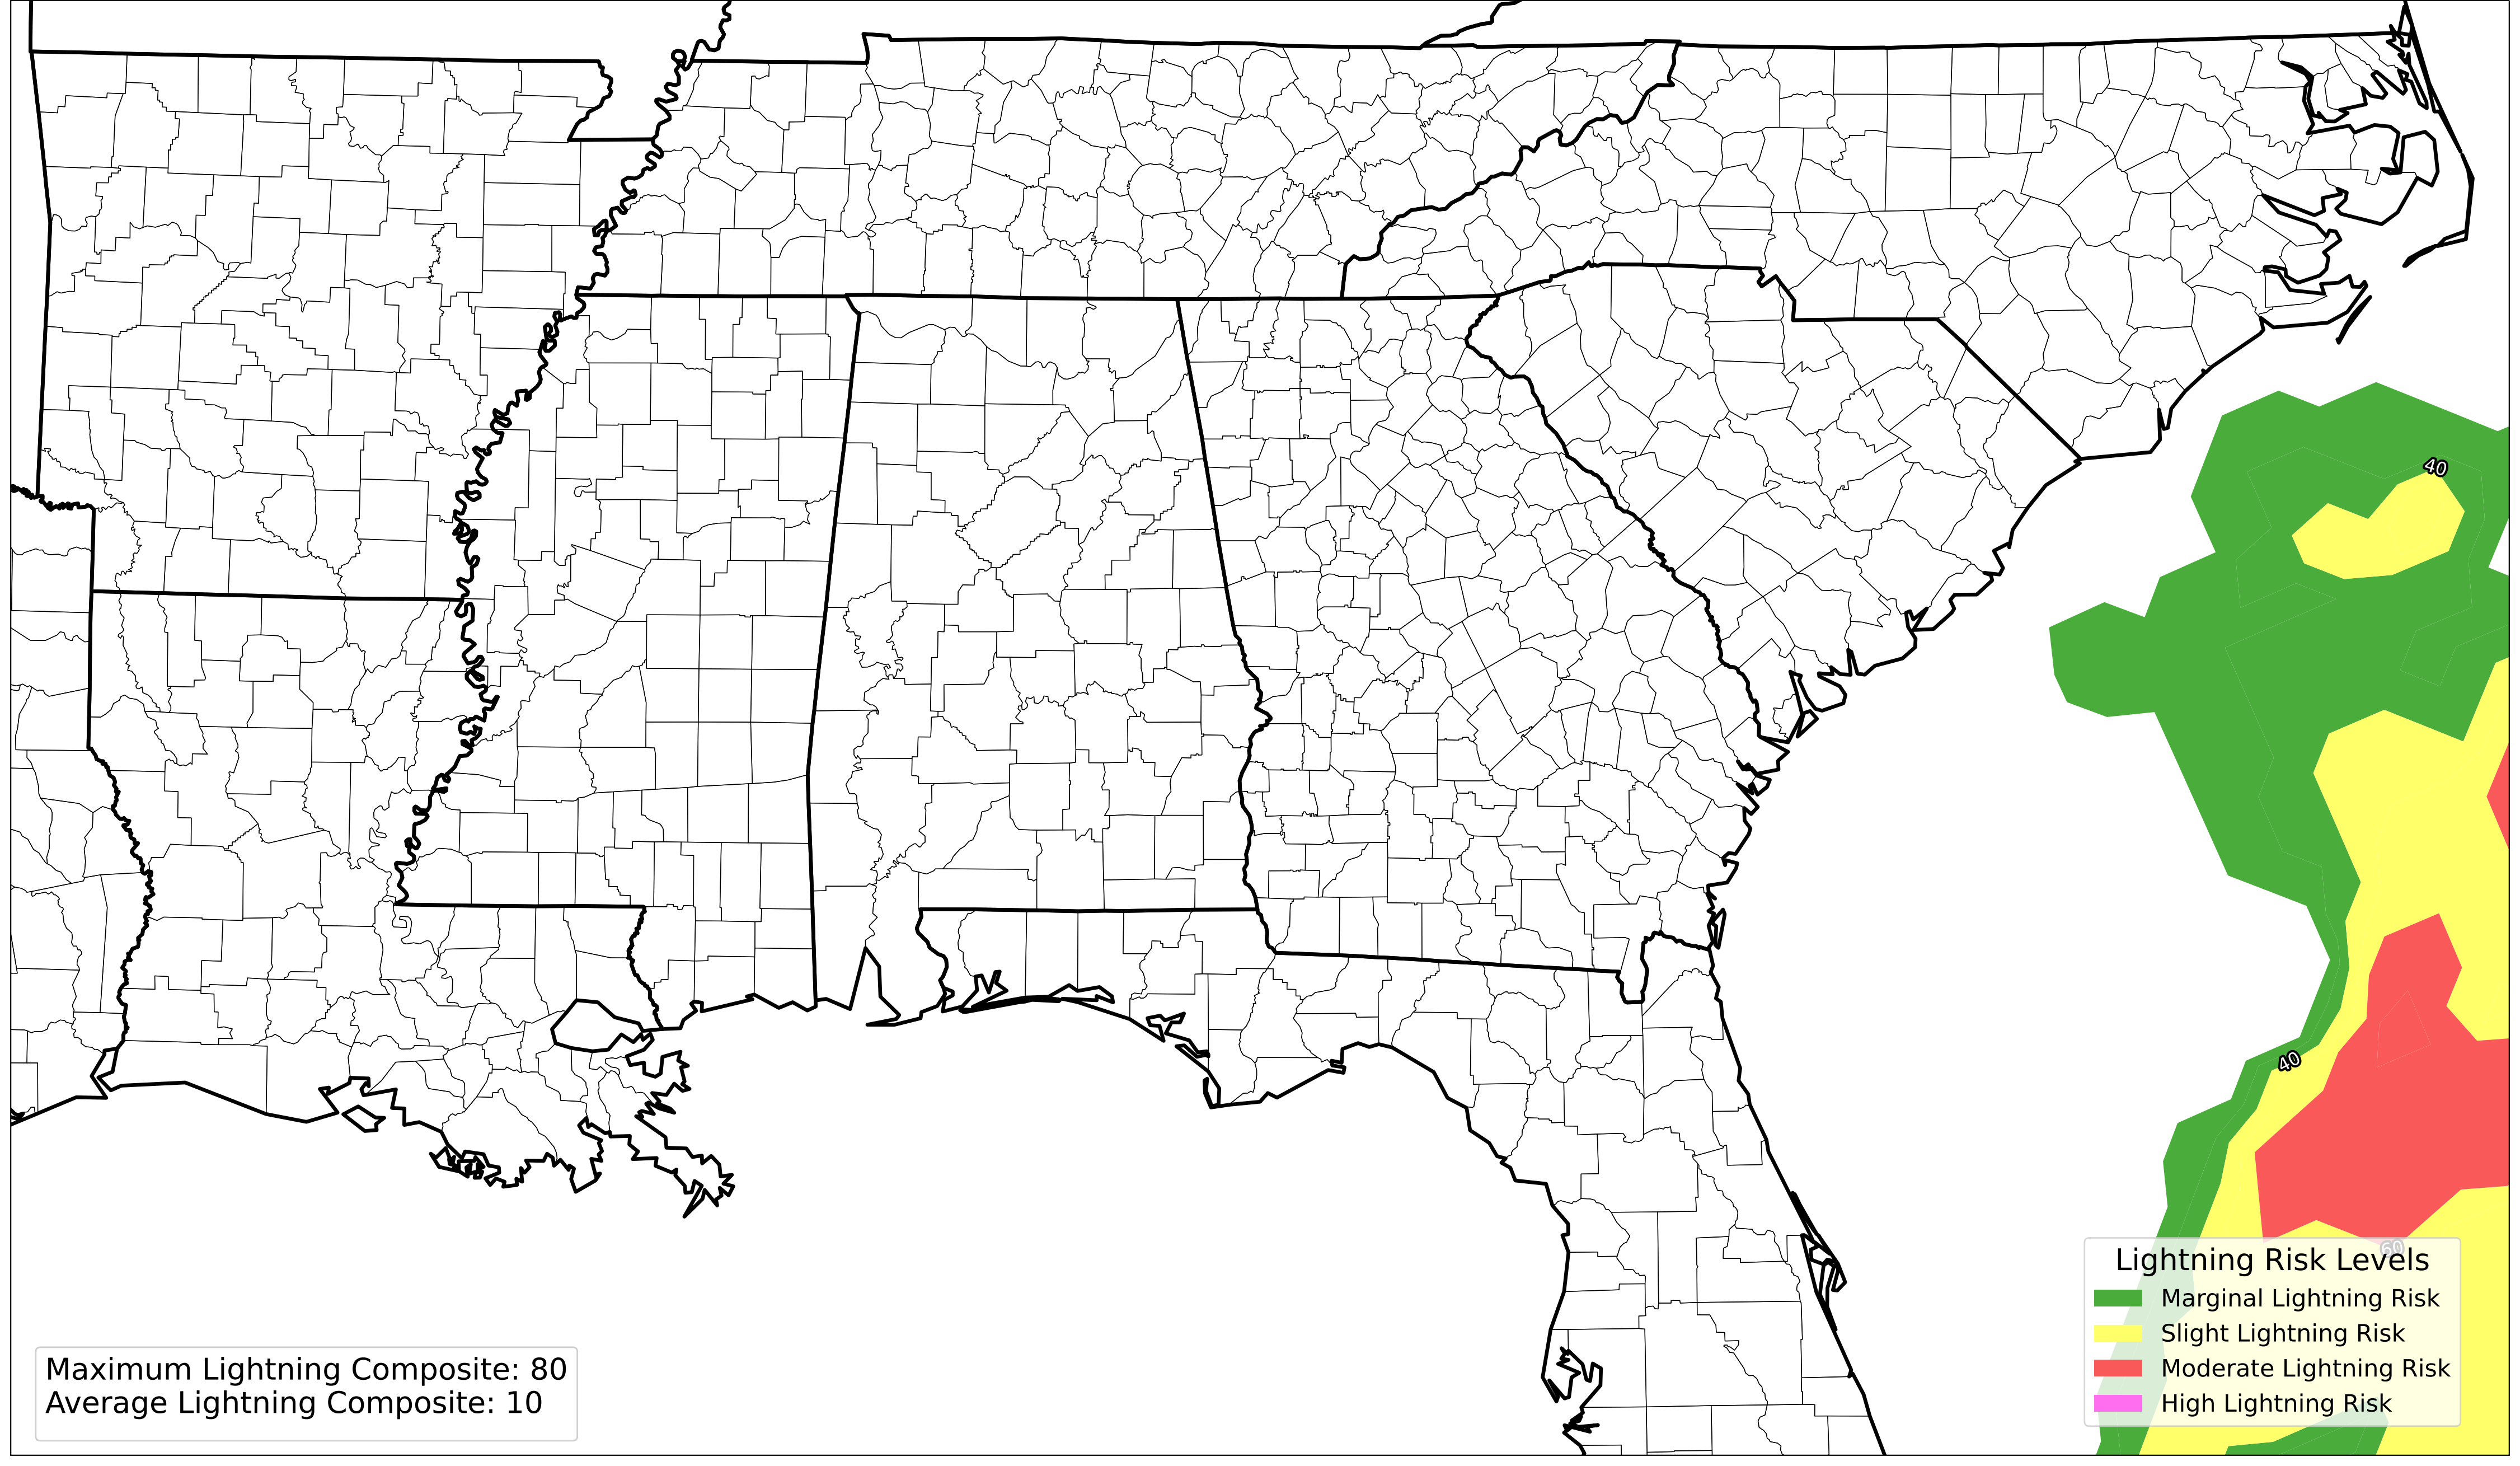 40
40
60
Lightning Risk Levels
Marginal Lightning Risk
Slight Lightning Risk
Moderate Lightning Risk
High Lightning Risk
Maximum Lightning Composite: 80
Average Lightning Composite: 10